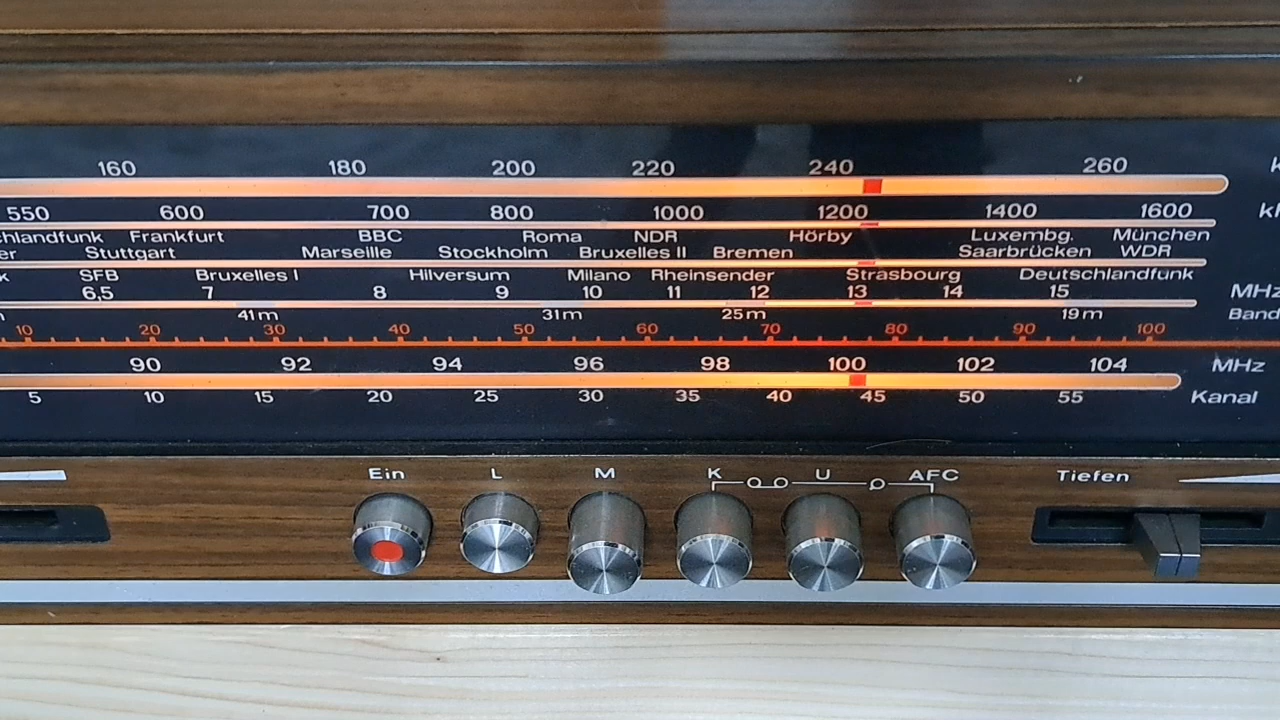 160 180 200 220 240 260 k
550 600 700 800 1000 1200 1400 1600 kH
chlandfunk Frankfurt BBC Roma NDR Hörby Luxembg. München
er Stuttgart Marseille Stockholm Bruxelles II Bremen Saarbrücken WDR
k SFB Bruxelles I Hilversum Milano Rheinsender Strasbourg Deutschlandfunk
6,5 7 8 9 10 11 12 13 14 15 MHz
m 41m 31m 25m 19m Band
10 20 30 40 50 60 70 80 90 100
90 92 94 96 98 100 102 104 MHz
5 10 15 20 25 30 35 40 45 50 55 Kanal
Ein L M K U AFC Tiefen